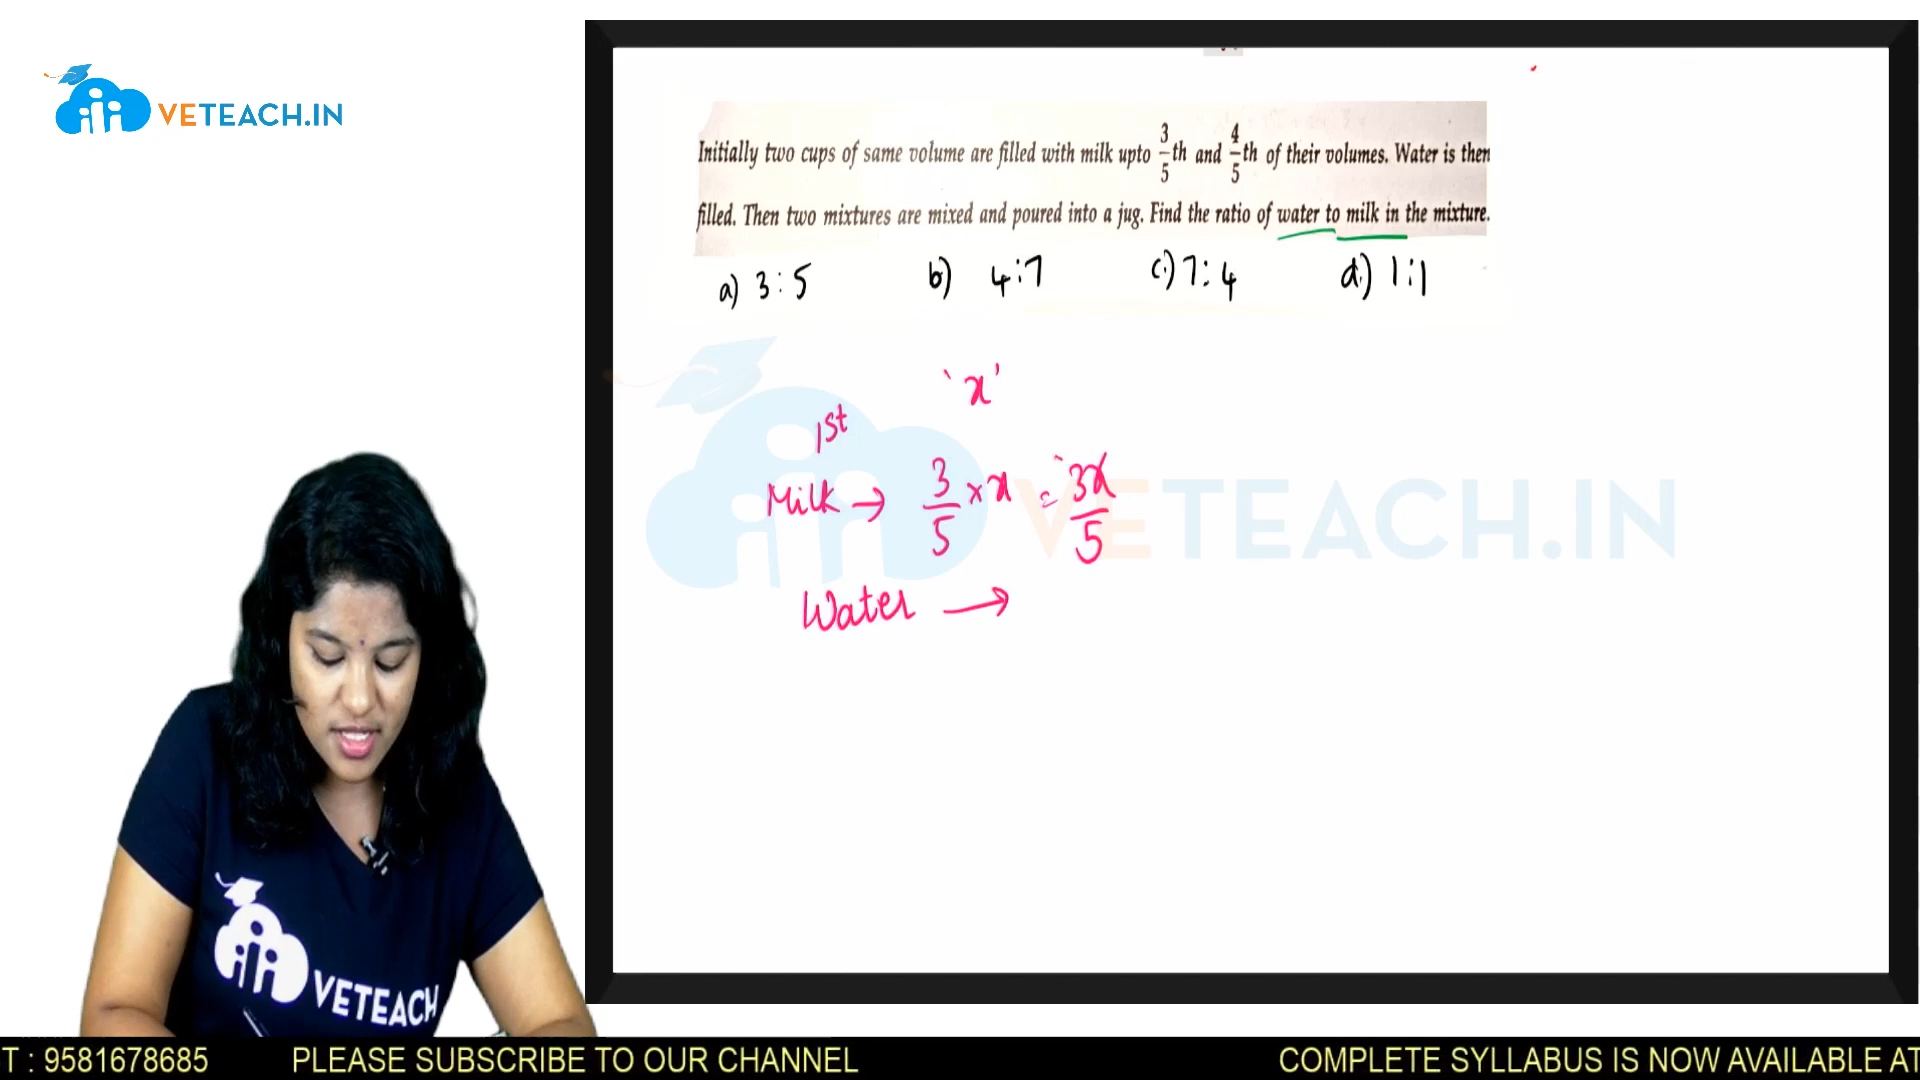 VETEACH.IN
Initially two cups of same volume are filled with milk upto 3/5 th and 4/5 th of their volumes. Water is then
filled. Then two mixtures are mixed and poured into a jug. Find the ratio of water to milk in the mixture.
a) 3 : 5 b) 4 : 7 c) 7 : 4 d) 1 : 1
'x'
1st
Milk → 3/5 × x = 3x/5
Water →
VETEACH.IN
VETEACH
T : 9581678685 PLEASE SUBSCRIBE TO OUR CHANNEL COMPLETE SYLLABUS IS NOW AVAILABLE AT